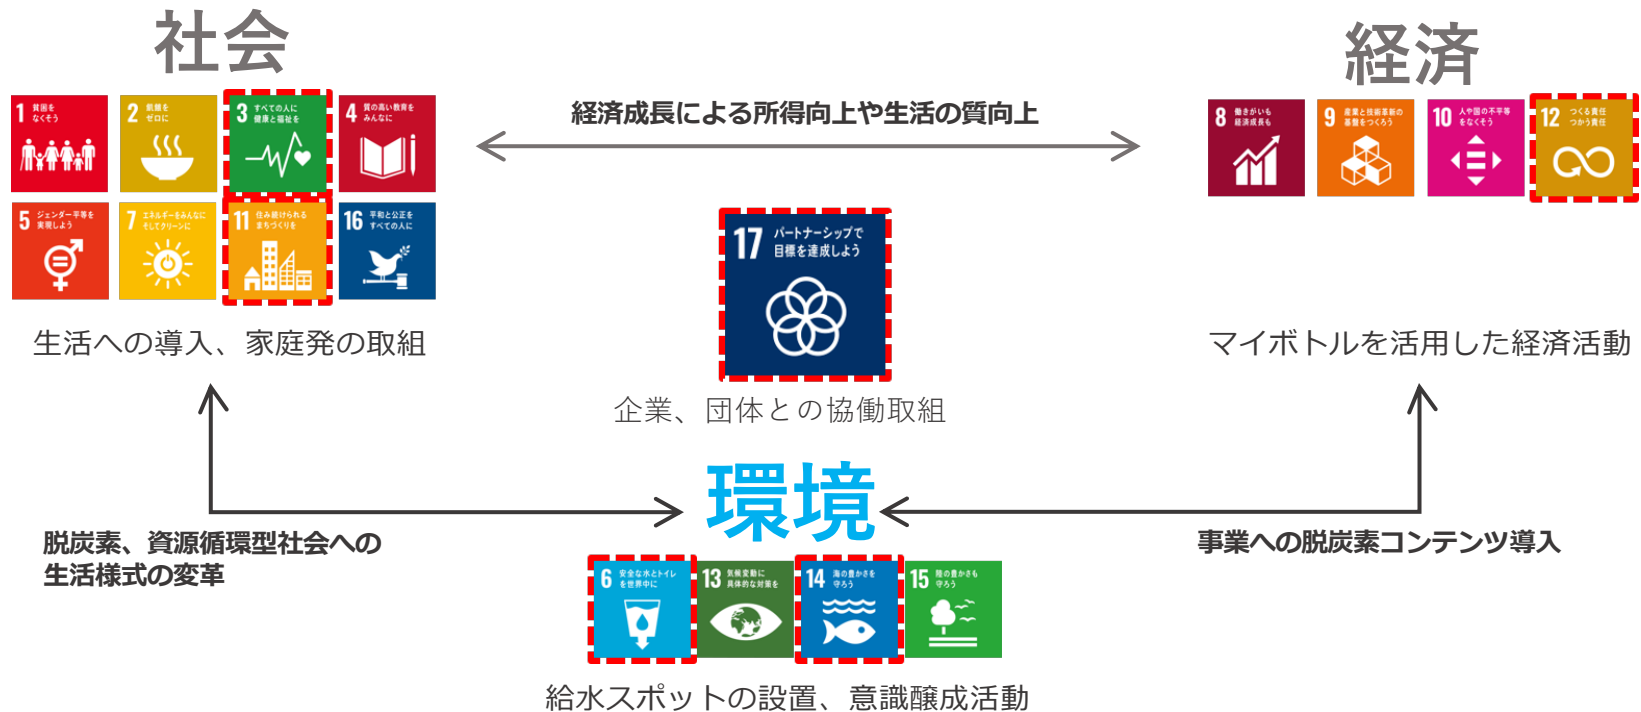 社会
経済
1 貧困を
なくそう
2 飢餓を
ゼロに
3 すべての人に
健康と福祉を
4 質の高い教育を
みんなに
5 ジェンダー平等を
実現しよう
7 エネルギーをみんなに
そしてクリーンに
11 住み続けられる
まちづくりを
16 平和と公正を
すべての人に
生活への導入、家庭発の取組
経済成長による所得向上や生活の質向上
8 働きがいも
経済成長も
9 産業と技術革新の
基盤をつくろう
10 人や国の不平等
をなくそう
12 つくる責任
つかう責任
マイボトルを活用した経済活動
17 パートナーシップで
目標を達成しよう
企業、団体との協働取組
環境
脱炭素、資源循環型社会への
生活様式の変革
事業への脱炭素コンテンツ導入
6 安全な水とトイレ
を世界中に
13 気候変動に
具体的な対策を
14 海の豊かさを
守ろう
15 陸の豊かさも
守ろう
給水スポットの設置、意識醸成活動